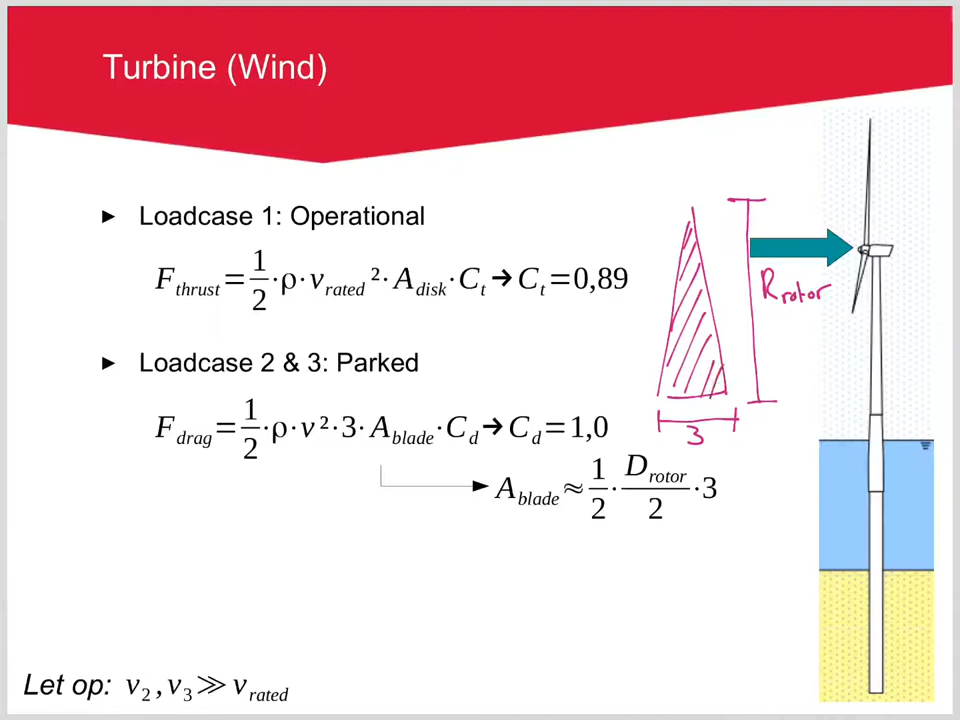 Turbine (Wind)
► Loadcase 1: Operational
F_thrust = 1/2 · ρ · v_rated ² · A_disk · C_t → C_t = 0,89
R_rotor
► Loadcase 2 & 3: Parked
F_drag = 1/2 · ρ · v ² · 3 · A_blade · C_d → C_d = 1,0
3
A_blade ≈ 1/2 · D_rotor/2 · 3
Let op: v_2 , v_3 ≫ v_rated